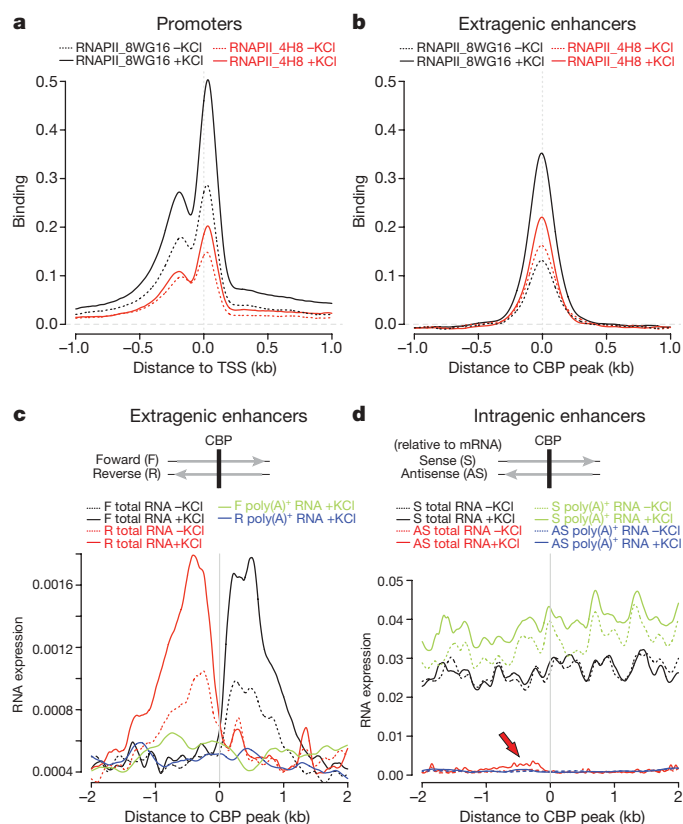 a Promoters
RNAPII_8WG16 –KCl RNAPII_4H8 –KCl
RNAPII_8WG16 +KCl RNAPII_4H8 +KCl
0.5
0.4
0.3
0.2
0.1
0.0
Binding
–1.0 –0.5 0.0 0.5 1.0
Distance to TSS (kb)
b Extragenic enhancers
RNAPII_8WG16 –KCl RNAPII_4H8 –KCl
RNAPII_8WG16 +KCl RNAPII_4H8 +KCl
0.5
0.4
0.3
0.2
0.1
0.0
Binding
–1.0 –0.5 0.0 0.5 1.0
Distance to CBP peak (kb)
c Extragenic enhancers
CBP
Foward (F)
Reverse (R)
F total RNA –KCl F poly(A)+ RNA +KCl
F total RNA +KCl R poly(A)+ RNA +KCl
R total RNA –KCl
R total RNA+KCl
0.0016
0.0012
0.0008
0.0004
RNA expression
–2 –1 0 1 2
Distance to CBP peak (kb)
d Intragenic enhancers
(relative to mRNA) CBP
Sense (S)
Antisense (AS)
S total RNA –KCl S poly(A)+ RNA –KCl
S total RNA +KCl S poly(A)+ RNA +KCl
AS total RNA –KCl AS poly(A)+ RNA –KCl
AS total RNA+KCl AS poly(A)+ RNA +KCl
0.05
0.04
0.03
0.02
0.01
0.00
RNA expression
–2 –1 0 1 2
Distance to CBP peak (kb)